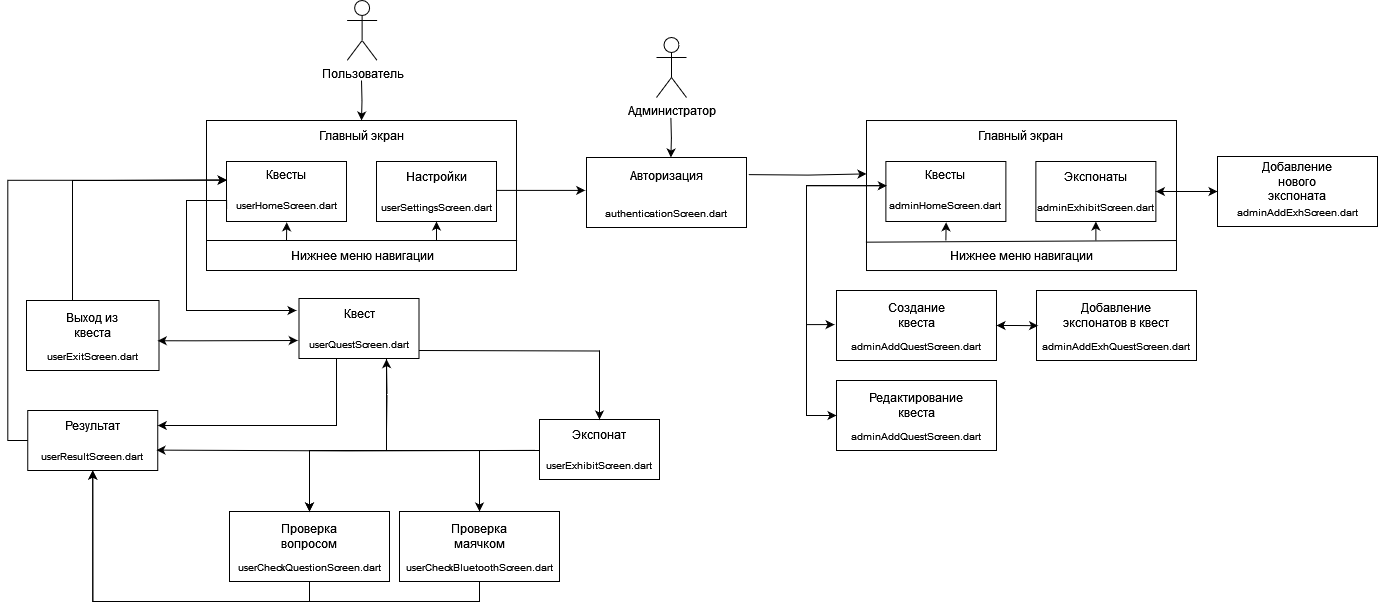 Пользователь
Администратор
Главный экран
Квесты
userHomeScreen.dart
Настройки
userSettingsScreen.dart
Нижнее меню навигации
Авторизация
authenticationScreen.dart
Главный экран
Квесты
adminHomeScreen.dart
Экспонаты
adminExhibitScreen.dart
Нижнее меню навигации
Добавление
нового
экспоната
adminAddExhScreen.dart
Выход из
квеста
userExitScreen.dart
Квест
userQuestScreen.dart
Создание
квеста
adminAddQuestScreen.dart
Добавление
экспонатов в квест
adminAddExhQuestScreen.dart
Редактирование
квеста
adminAddQuestScreen.dart
Результат
userResultScreen.dart
Экспонат
userExhibitScreen.dart
Проверка
вопросом
userCheckQuestionScreen.dart
Проверка
маячком
userCheckBluetoothScreen.dart